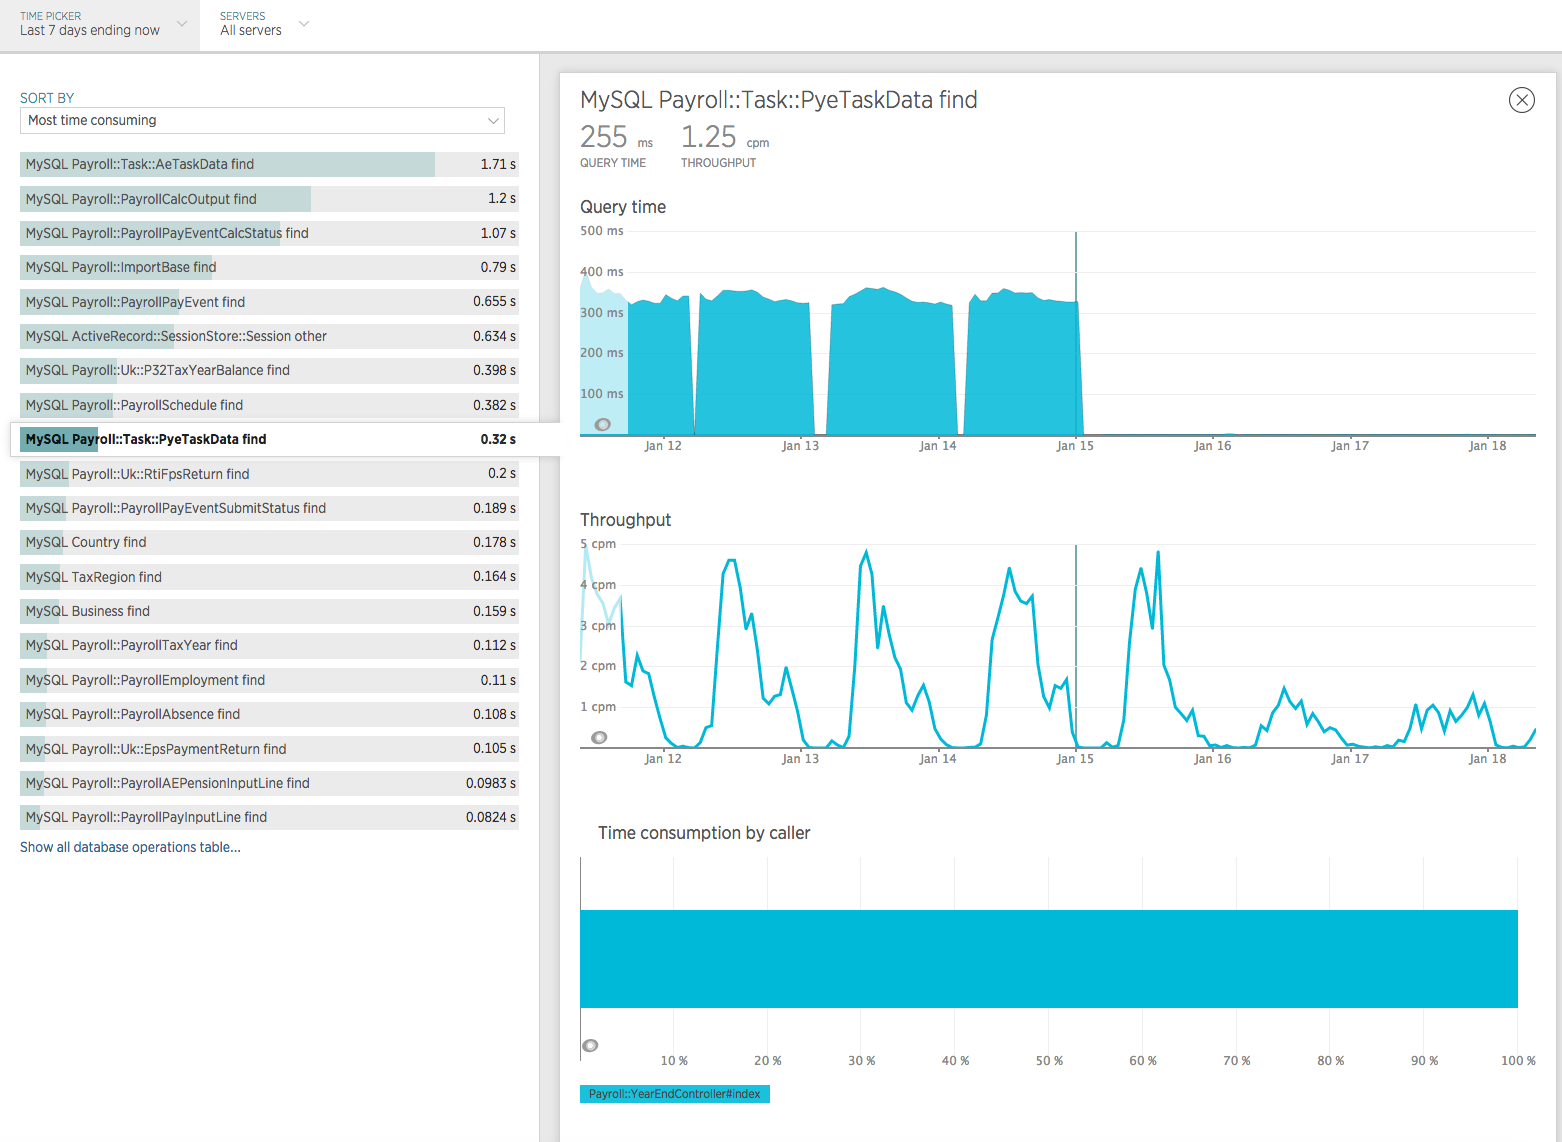 TIME PICKER
Last 7 days ending now
SERVERS
All servers
SORT BY
Most time consuming
MySQL Payroll::Task::AeTaskData find 1.71 s
MySQL Payroll::PayrollCalcOutput find 1.2 s
MySQL Payroll::PayrollPayEventCalcStatus find 1.07 s
MySQL Payroll::ImportBase find 0.79 s
MySQL Payroll::PayrollPayEvent find 0.655 s
MySQL ActiveRecord::SessionStore::Session other 0.634 s
MySQL Payroll::Uk::P32TaxYearBalance find 0.398 s
MySQL Payroll::PayrollSchedule find 0.382 s
MySQL Payroll::Task::PyeTaskData find 0.32 s
MySQL Payroll::Uk::RtiFpsReturn find 0.2 s
MySQL Payroll::PayrollPayEventSubmitStatus find 0.189 s
MySQL Country find 0.178 s
MySQL TaxRegion find 0.164 s
MySQL Business find 0.159 s
MySQL Payroll::PayrollTaxYear find 0.112 s
MySQL Payroll::PayrollEmployment find 0.11 s
MySQL Payroll::PayrollAbsence find 0.108 s
MySQL Payroll::Uk::EpsPaymentReturn find 0.105 s
MySQL Payroll::PayrollAEPensionInputLine find 0.0983 s
MySQL Payroll::PayrollPayInputLine find 0.0824 s
Show all database operations table...
MySQL Payroll::Task::PyeTaskData find
255 ms 1.25 cpm
QUERY TIME THROUGHPUT
Query time
500 ms
400 ms
300 ms
200 ms
100 ms
Jan 12 Jan 13 Jan 14 Jan 15 Jan 16 Jan 17 Jan 18
Throughput
5 cpm
4 cpm
3 cpm
2 cpm
1 cpm
Jan 12 Jan 13 Jan 14 Jan 15 Jan 16 Jan 17 Jan 18
Time consumption by caller
10 % 20 % 30 % 40 % 50 % 60 % 70 % 80 % 90 % 100 %
Payroll::YearEndController#index